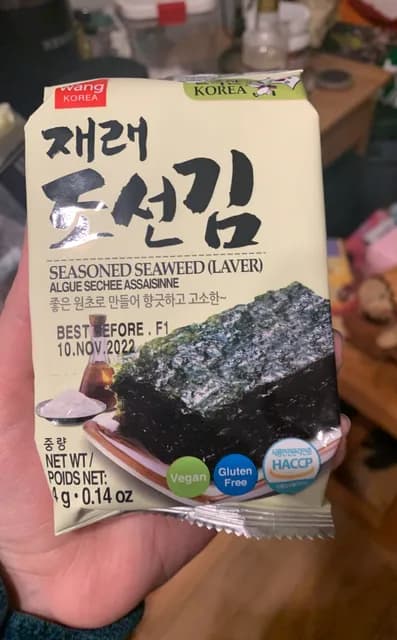 wang
KOREA
KOREA
재래
도선김
SEASONED SEAWEED (LAVER)
ALGUE SECHEE ASSAISINNE
좋은 원초로 만들어 향긋하고 고소한~
BEST BEFORE . F1
10.NOV.2022
중량
NET WT /
POIDS NET:
4g • 0.14 oz
Vegan
Gluten
Free
HACCP